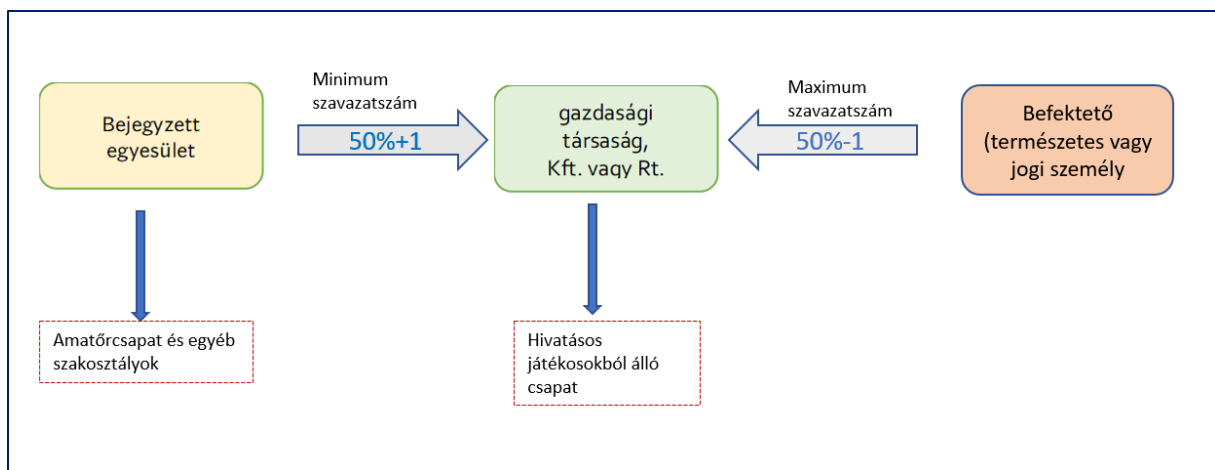 Bejegyzett
egyesület
Minimum
szavazatszám
50%+1
gazdasági
társaság,
Kft. vagy Rt.
Maximum
szavazatszám
50%-1
Befektető
(természetes vagy
jogi személy
Amatőrcsapat és egyéb
szakosztályok
Hivatásos
játékosokból álló
csapat